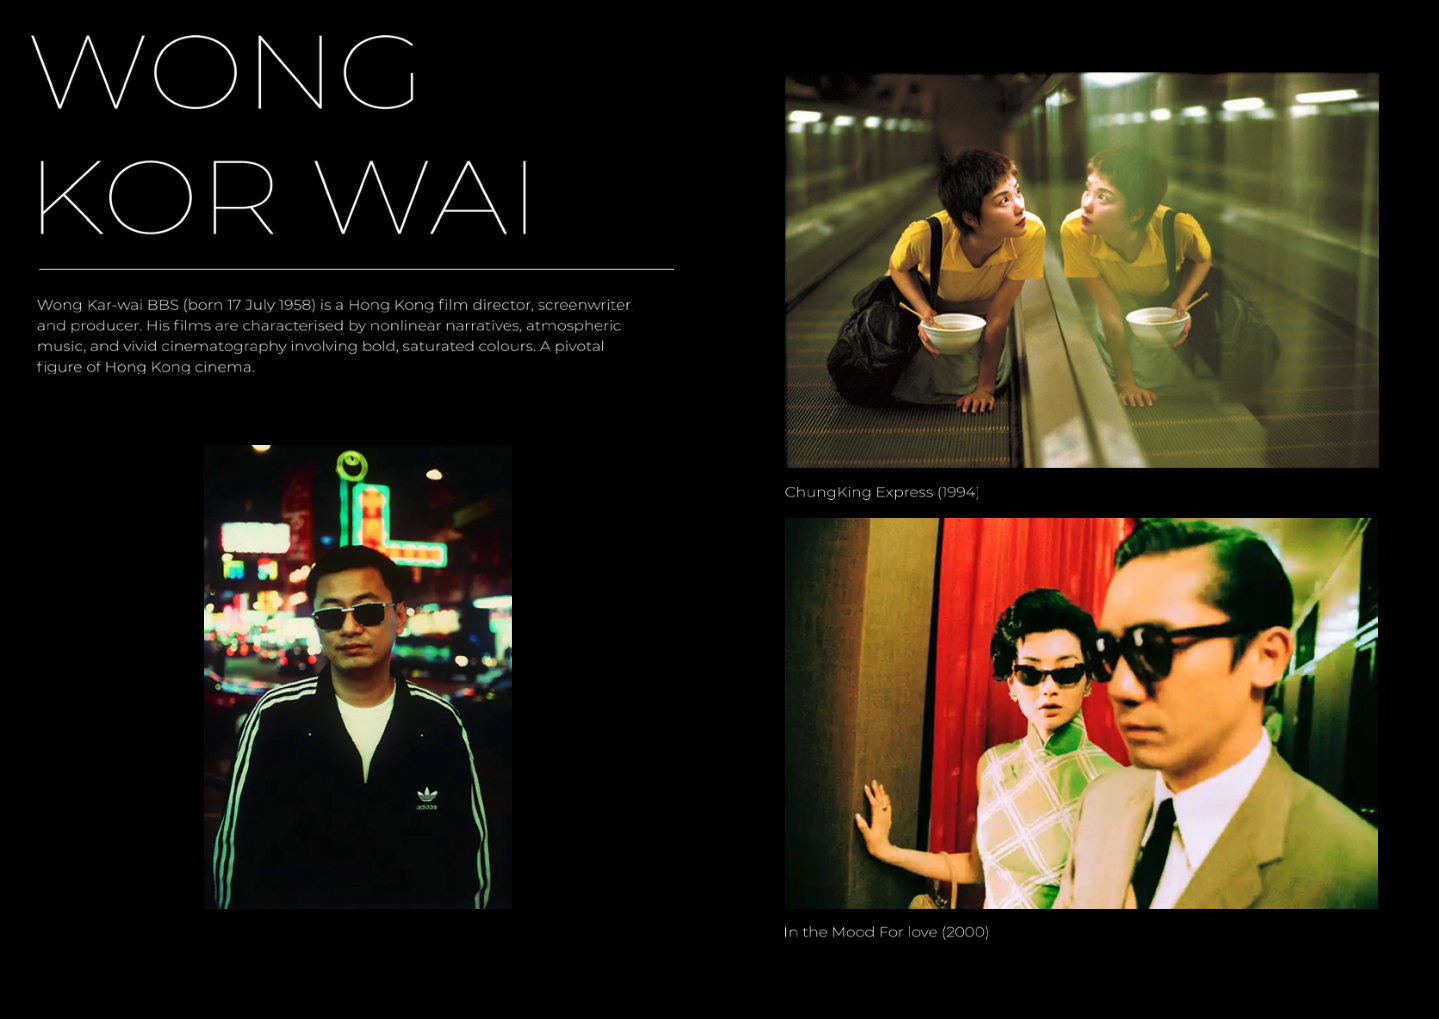 WONG
KOR WAI
Wong Kar-wai BBS (born 17 July 1958) is a Hong Kong film director, screenwriter,
and producer. His films are characterised by nonlinear narratives, atmospheric
music, and vivid cinematography involving bold, saturated colours. A pivotal
figure of Hong Kong cinema.
adidas
ChungKing Express (1994)
In the Mood For love (2000)